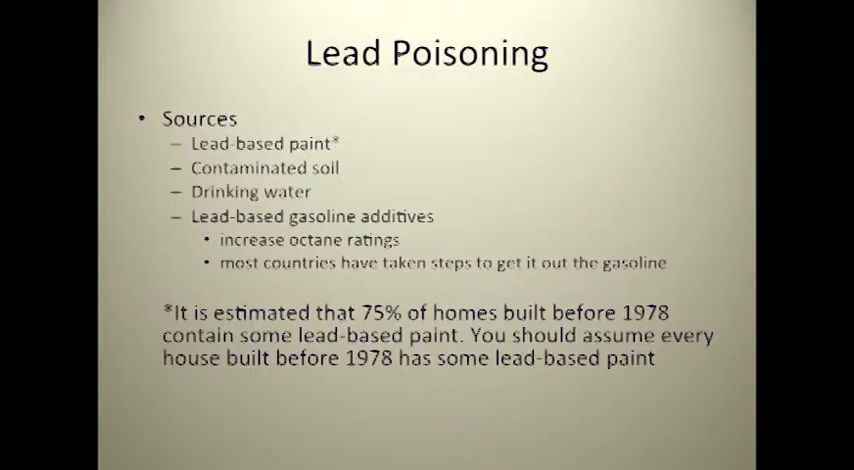 Lead Poisoning
• Sources
– Lead-based paint*
– Contaminated soil
– Drinking water
– Lead-based gasoline additives
• increase octane ratings
• most countries have taken steps to get it out the gasoline
*It is estimated that 75% of homes built before 1978
contain some lead-based paint. You should assume every
house built before 1978 has some lead-based paint